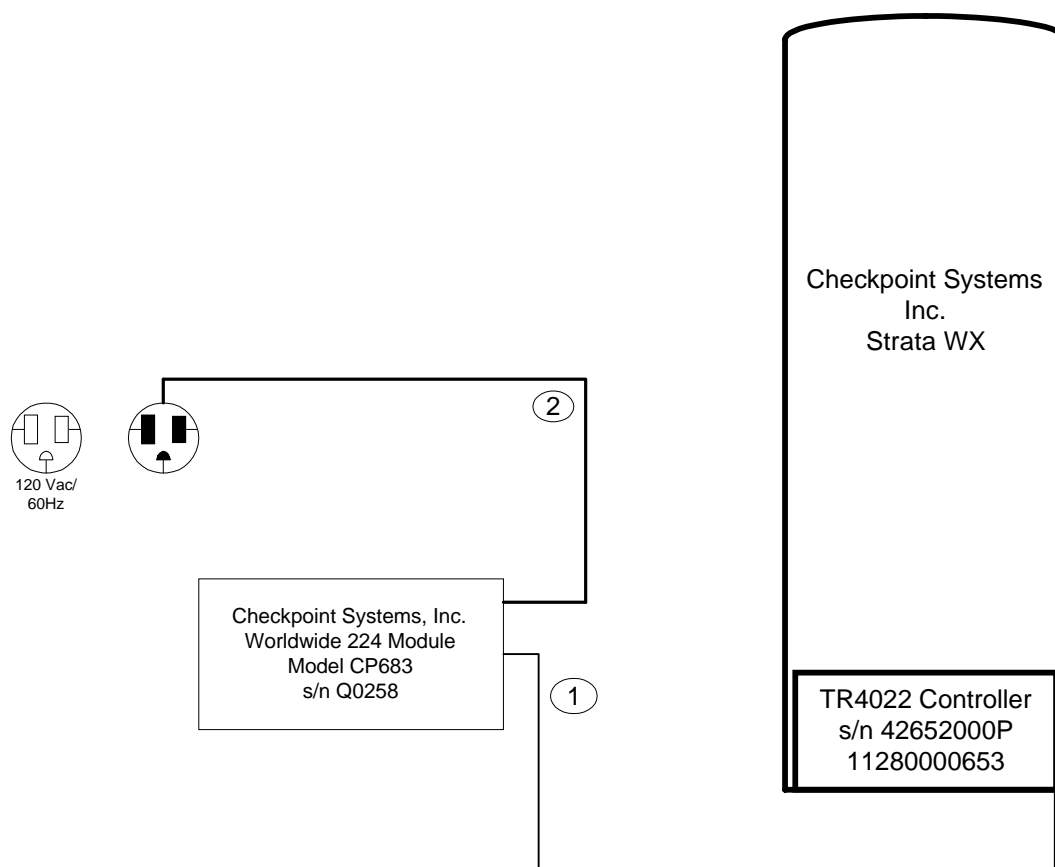 Checkpoint Systems
Inc.
Strata WX
2
120 Vac/
60Hz
Checkpoint Systems, Inc.
Worldwide 224 Module
Model CP683
s/n Q0258
1
TR4022 Controller
s/n 42652000P
11280000653